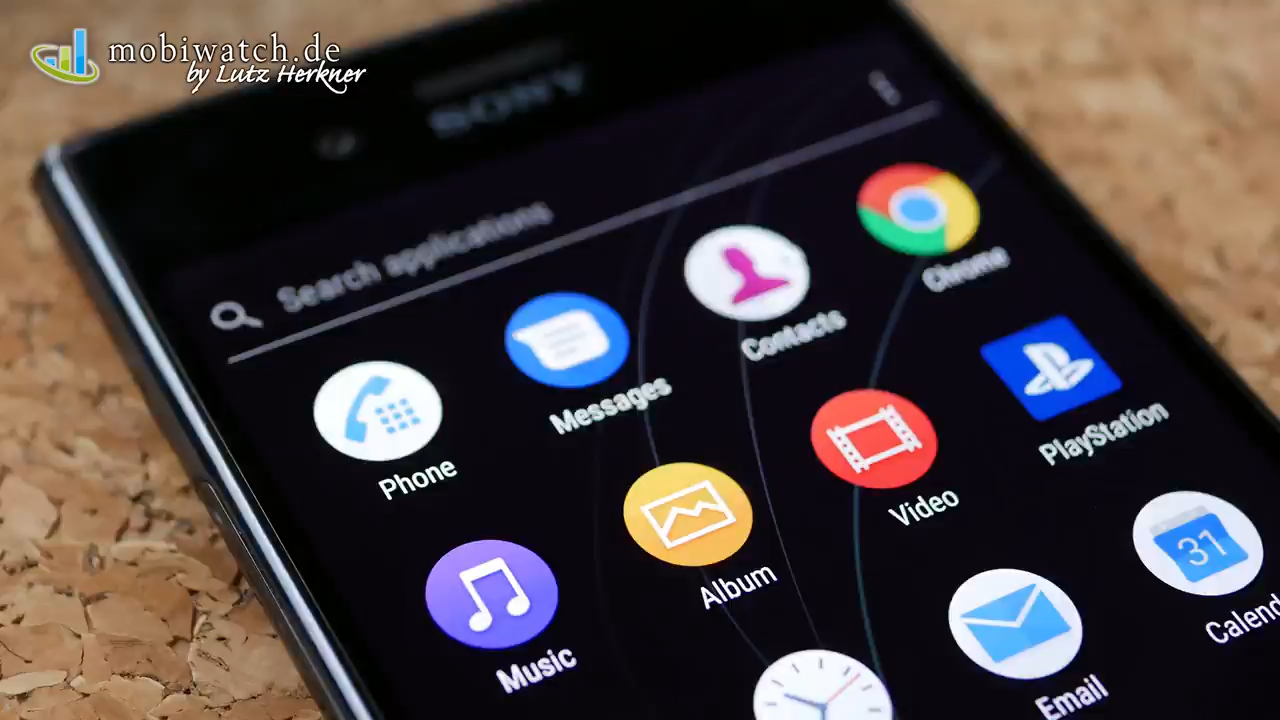 mobiwatch.de
by Lutz Herkner
SONY
Search applications
Phone
Messages
Contacts
Chrome
Music
Album
Video
PlayStation
Email
31
Calend